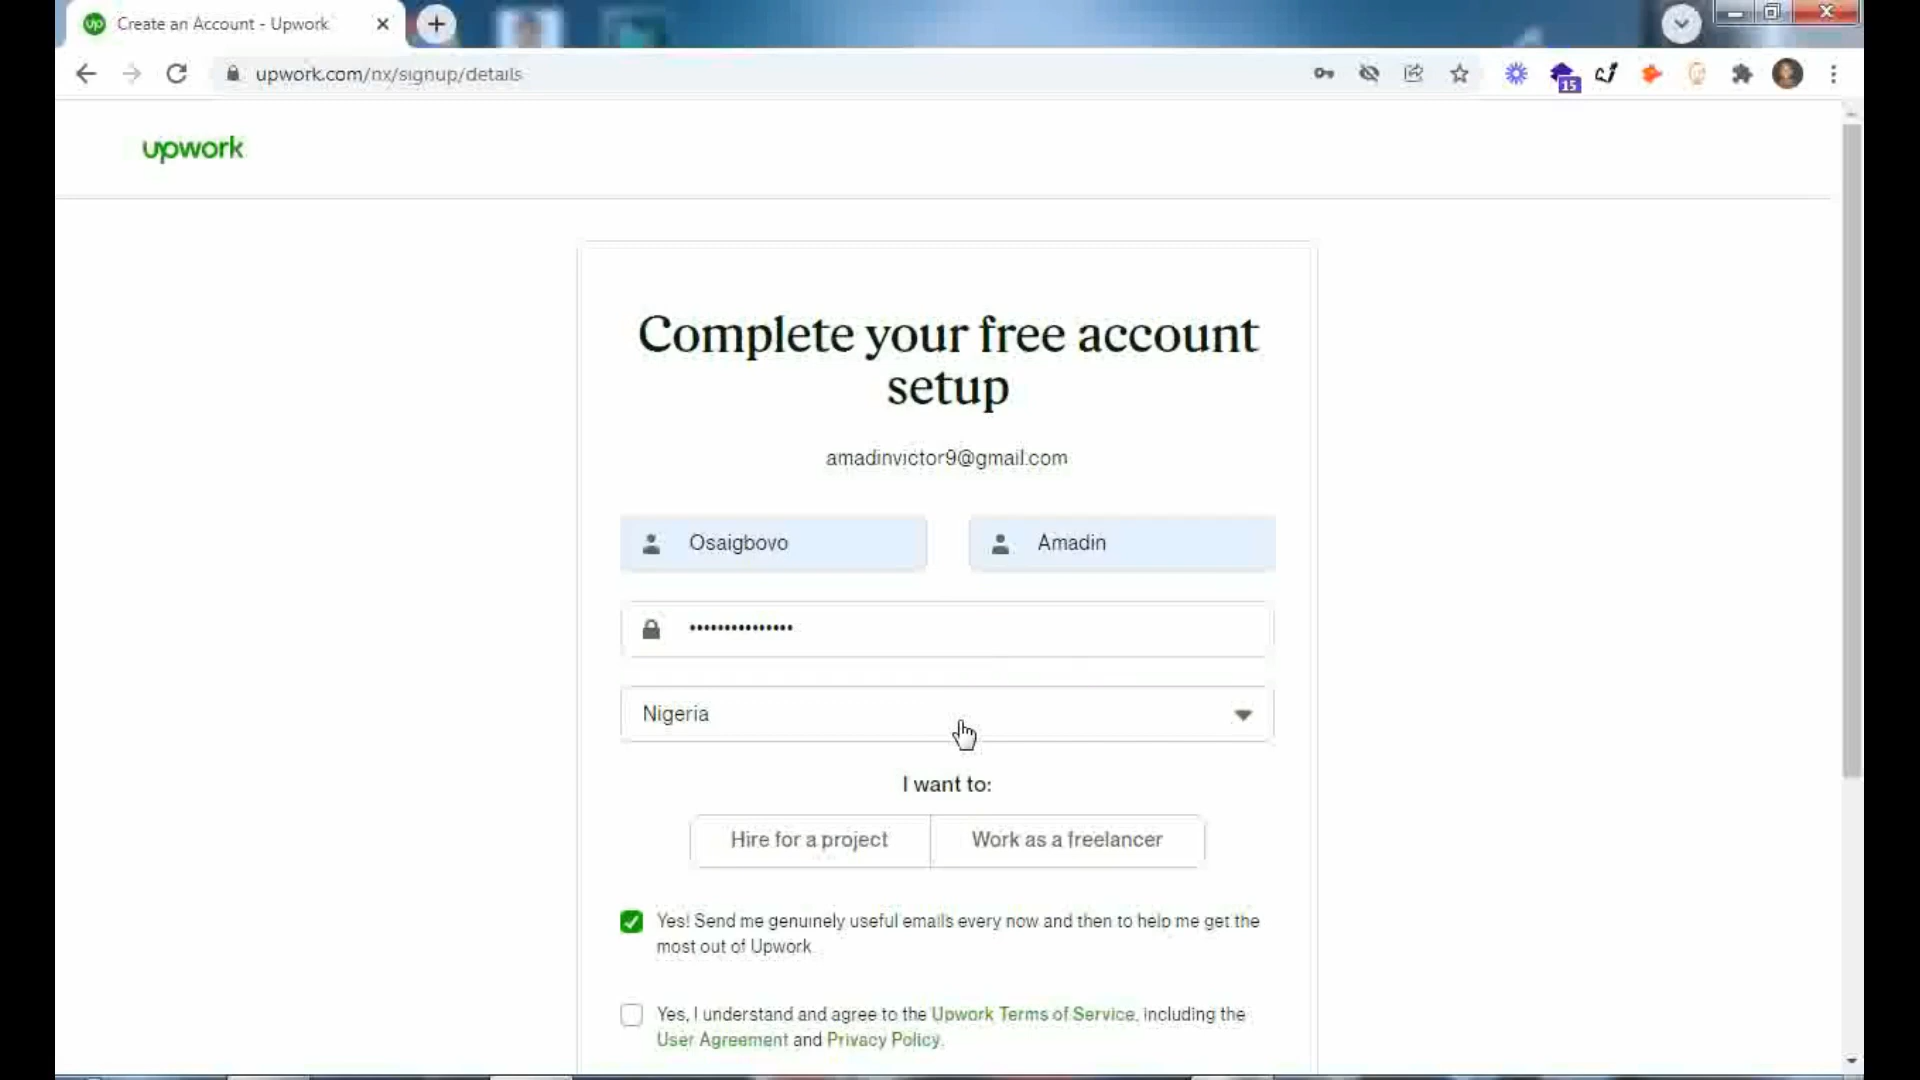 Create an Account - Upwork
upwork.com/nx/signup/details
15
upwork
Complete your free account
setup
amadinvictor9@gmail.com
Osaigbovo
Amadin
Nigeria
I want to:
Hire for a project
Work as a freelancer
Yes! Send me genuinely useful emails every now and then to help me get the
most out of Upwork.
Yes, I understand and agree to the Upwork Terms of Service, including the
User Agreement and Privacy Policy.